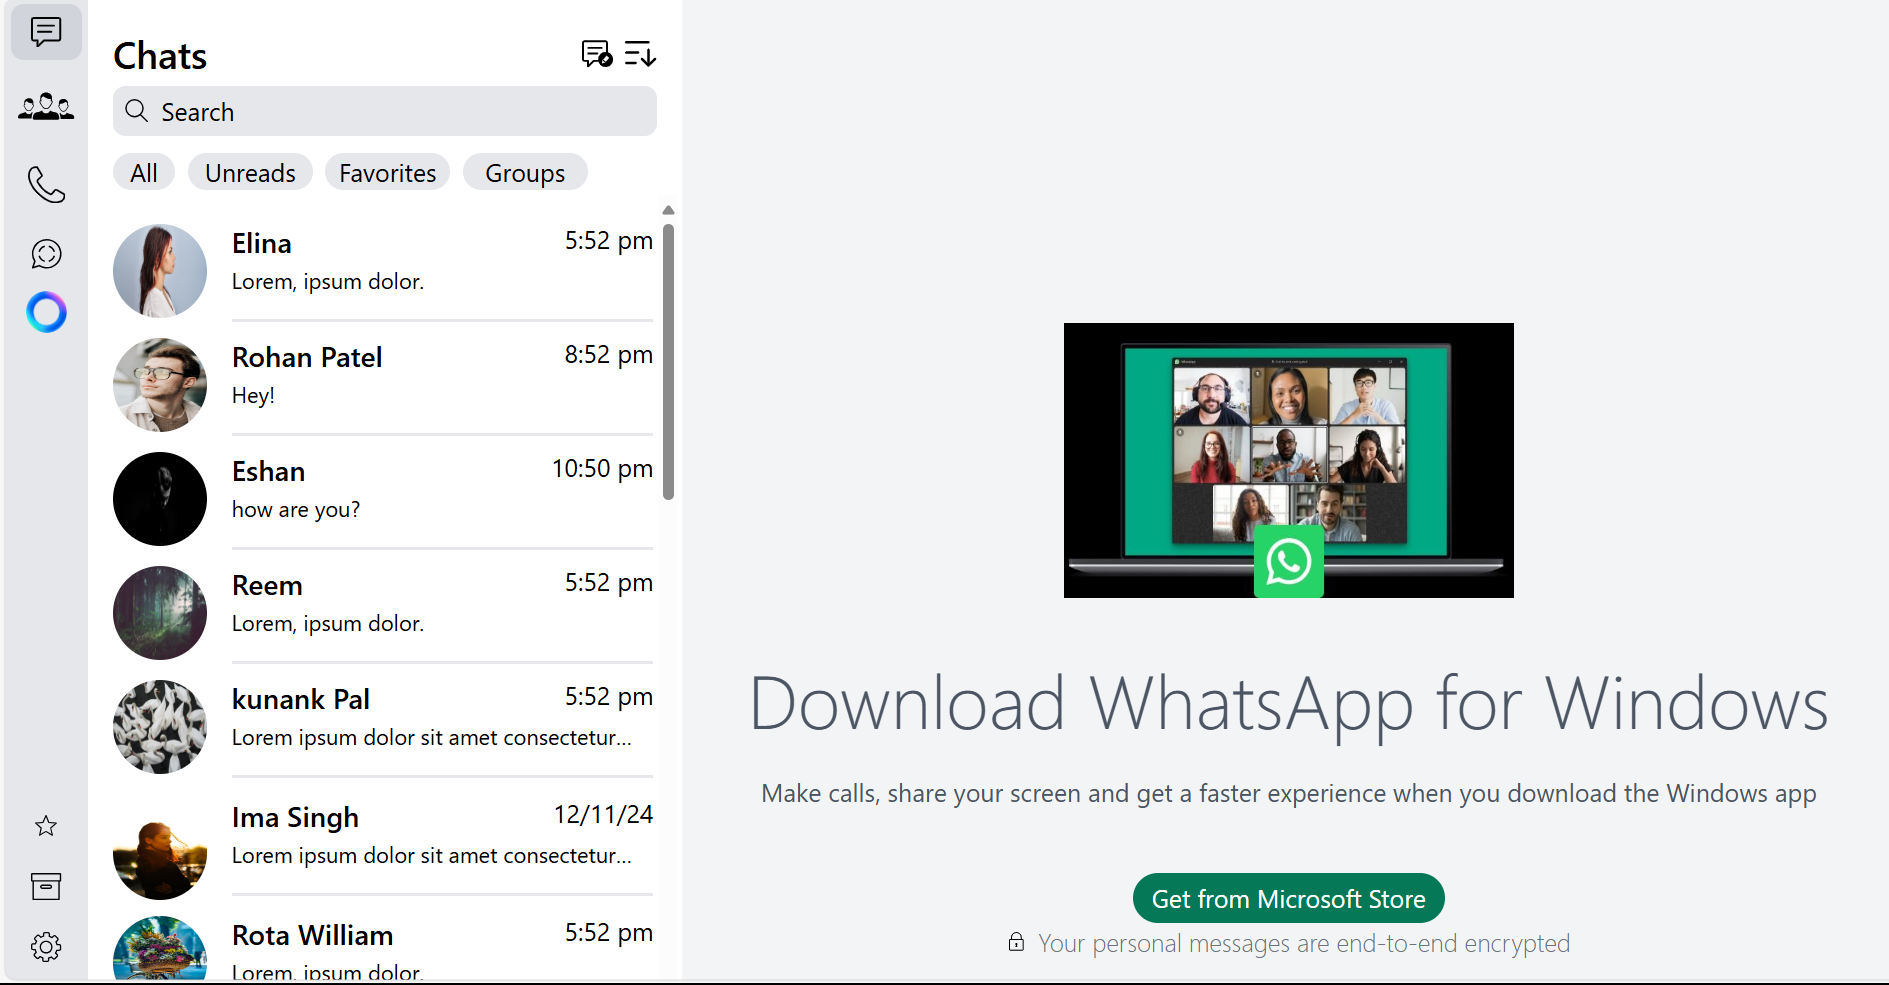 Chats
Search
All Unreads Favorites Groups
Elina 5:52 pm
Lorem, ipsum dolor.
Rohan Patel 8:52 pm
Hey!
Eshan 10:50 pm
how are you?
Reem 5:52 pm
Lorem, ipsum dolor.
kunank Pal 5:52 pm
Lorem ipsum dolor sit amet consectetur...
Ima Singh 12/11/24
Lorem ipsum dolor sit amet consectetur...
Rota William 5:52 pm
Lorem, ipsum dolor.
Download WhatsApp for Windows
Make calls, share your screen and get a faster experience when you download the Windows app
Get from Microsoft Store
Your personal messages are end-to-end encrypted